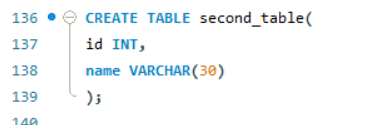 136 CREATE TABLE second_table(
137 id INT,
138 name VARCHAR(30)
139 );
140